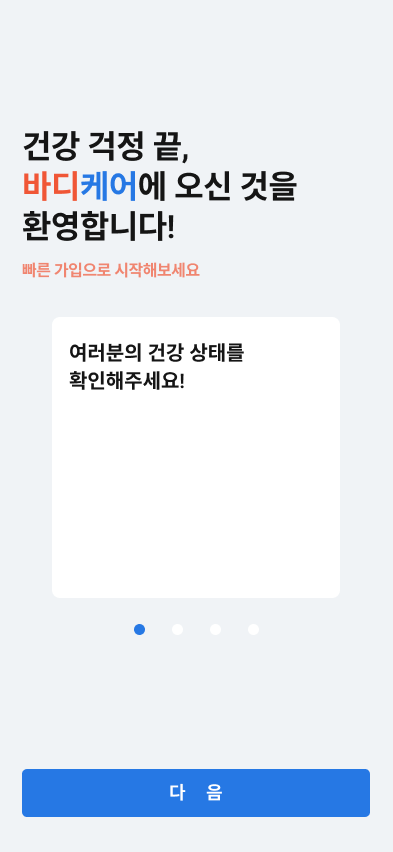 건강 걱정 끝,
바디케어에 오신 것을
환영합니다!
빠른 가입으로 시작해보세요
여러분의 건강 상태를
확인해주세요!
다 음